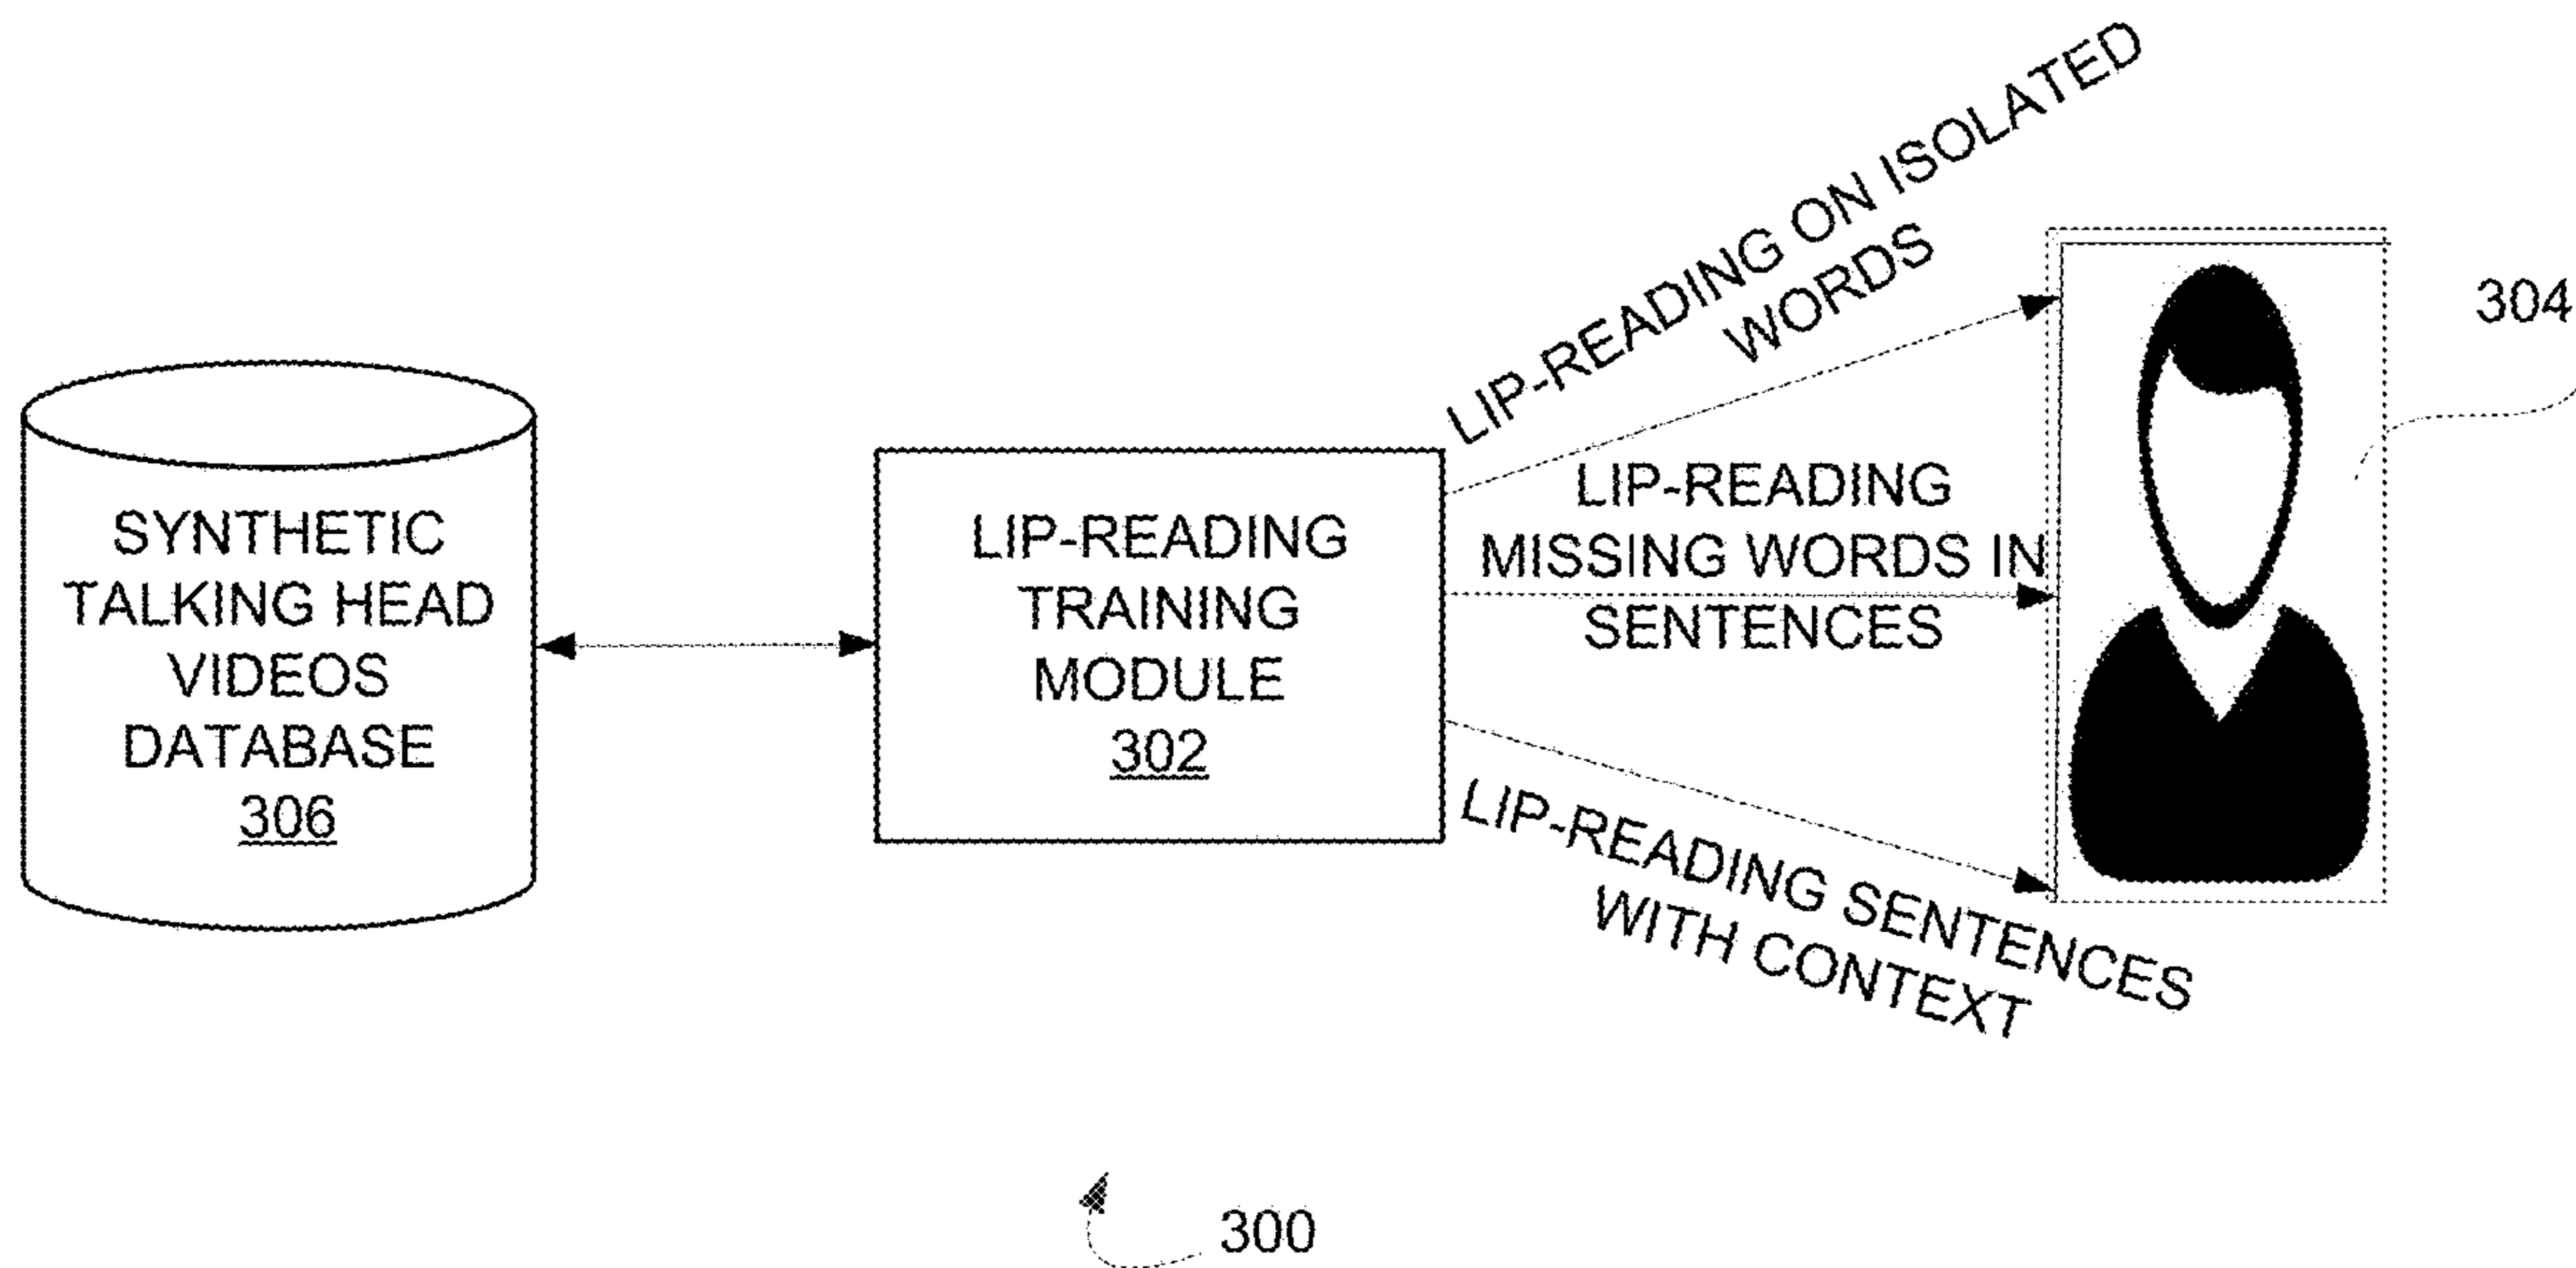 LIP-READING ON ISOLATED
WORDS
304
SYNTHETIC
TALKING HEAD
VIDEOS
DATABASE
306
LIP-READING
TRAINING
MODULE
302
LIP-READING
MISSING WORDS IN
SENTENCES
LIP-READING SENTENCES
WITH CONTEXT
300